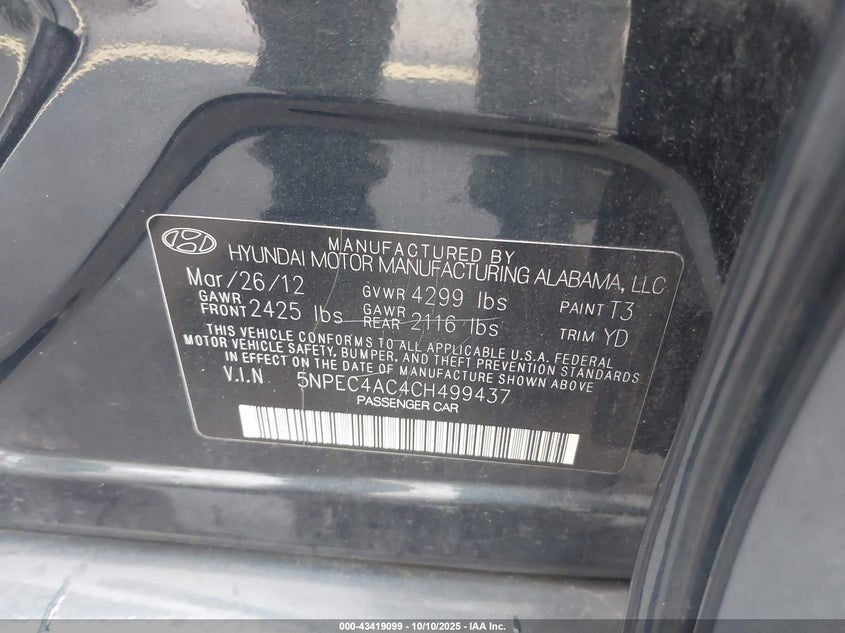 MANUFACTURED BY
HYUNDAI MOTOR MANUFACTURING ALABAMA, LLC
Mar/26/12 GVWR 4299 lbs PAINT T3
GAWR FRONT 2425 lbs GAWR REAR 2116 lbs TRIM YD
THIS VEHICLE CONFORMS TO ALL APPLICABLE U.S.A. FEDERAL
MOTOR VEHICLE SAFETY, BUMPER, AND THEFT PREVENTION STANDARDS
IN EFFECT ON THE DATE OF MANUFACTURE SHOWN ABOVE
V.I.N 5NPEC4AC4CH499437
PASSENGER CAR
000-43419099 - 10/10/2025 - IAA Inc.